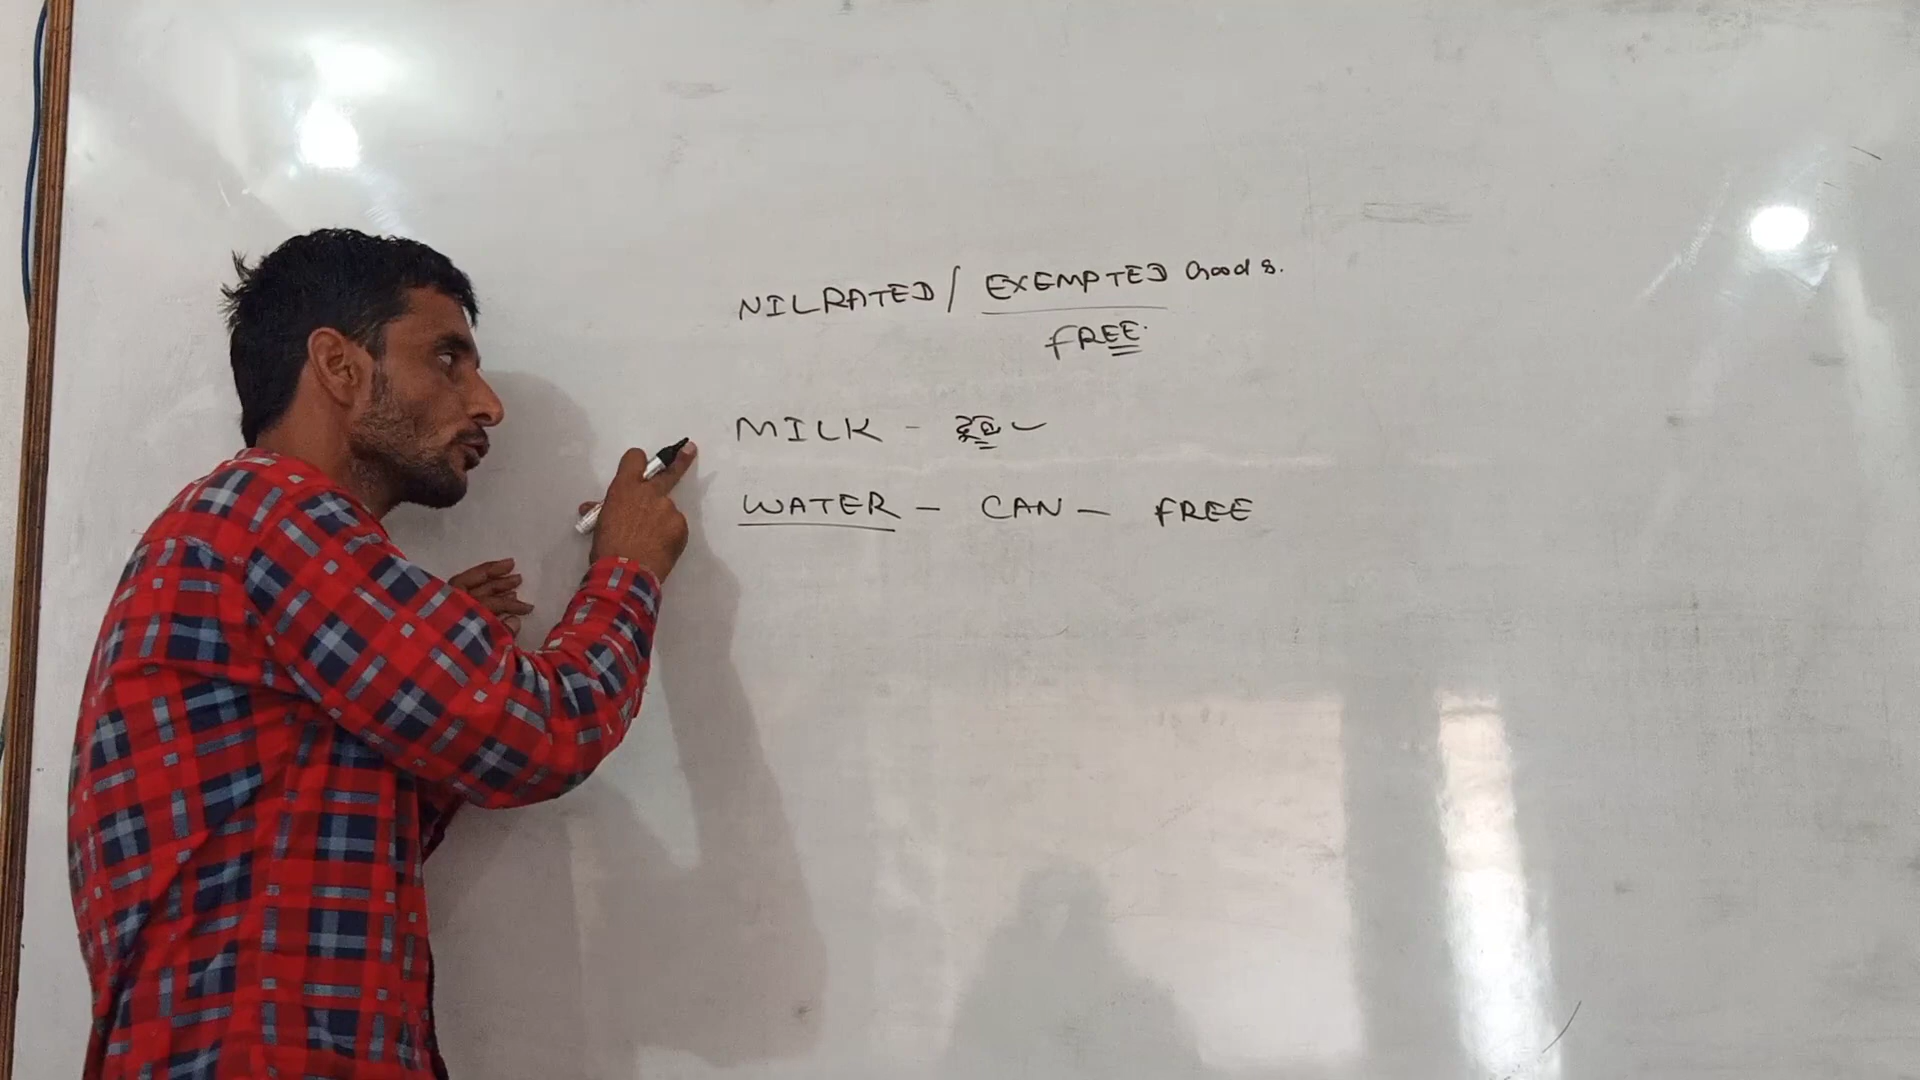 NILRATED / EXEMPTED Goods.
FREE.
MILK -
WATER - CAN - FREE